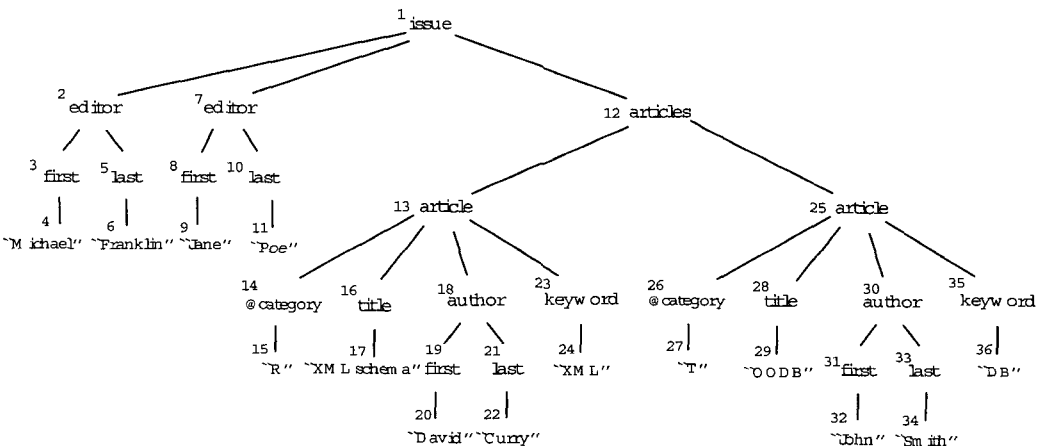 1 issue
2 editor 7 editor
12 articles
3 first 5 last 8 first 10 last
4 6 9 11
``Michael" ``Franklin" ``Jane" ``Poe"
13 article 25 article
14 @category 16 title 18 author 23 keyword 26 @category 28 title 30 author 35 keyword
15 ``R" 17 ``XML schema" 19 first 21 last 24 ``XML" 27 ``T" 29 ``OODB" 31 first 33 last 36 ``DB"
20 22 32 34
``David" ``Curry" ``John" ``Smith"